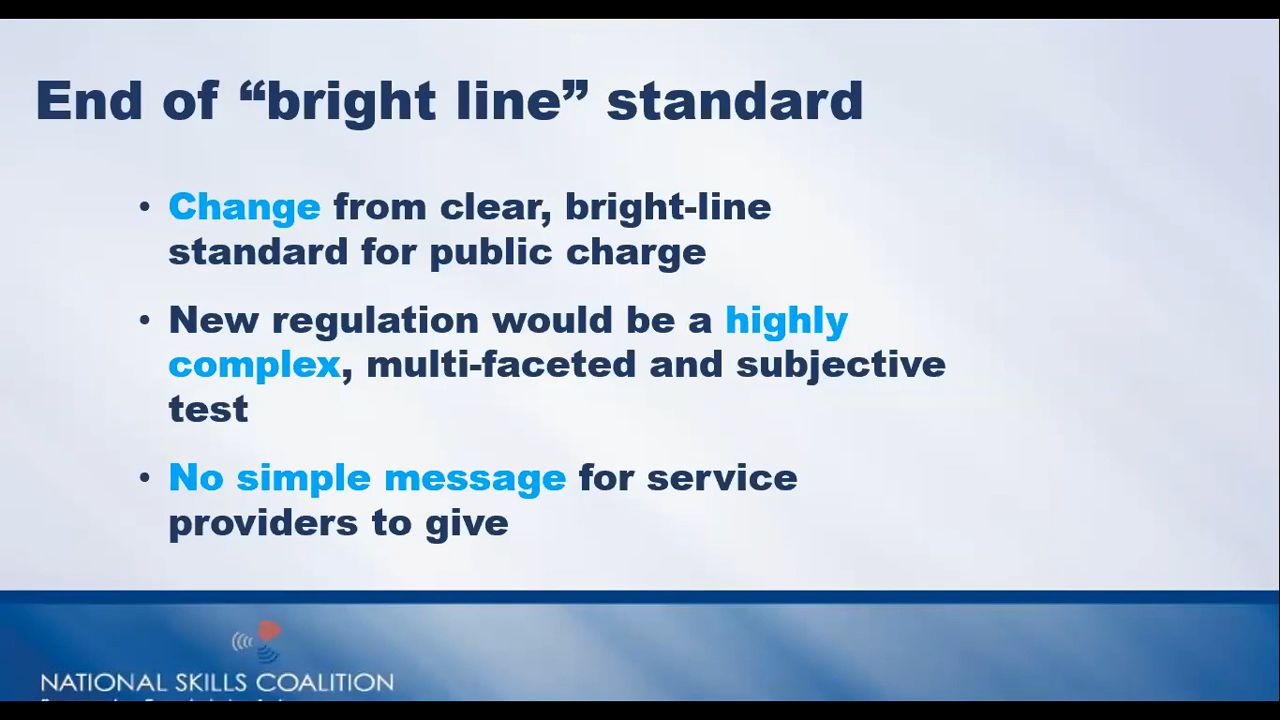 End of “bright line” standard
• Change from clear, bright-line
standard for public charge
• New regulation would be a highly
complex, multi-faceted and subjective
test
• No simple message for service
providers to give
NATIONAL SKILLS COALITION